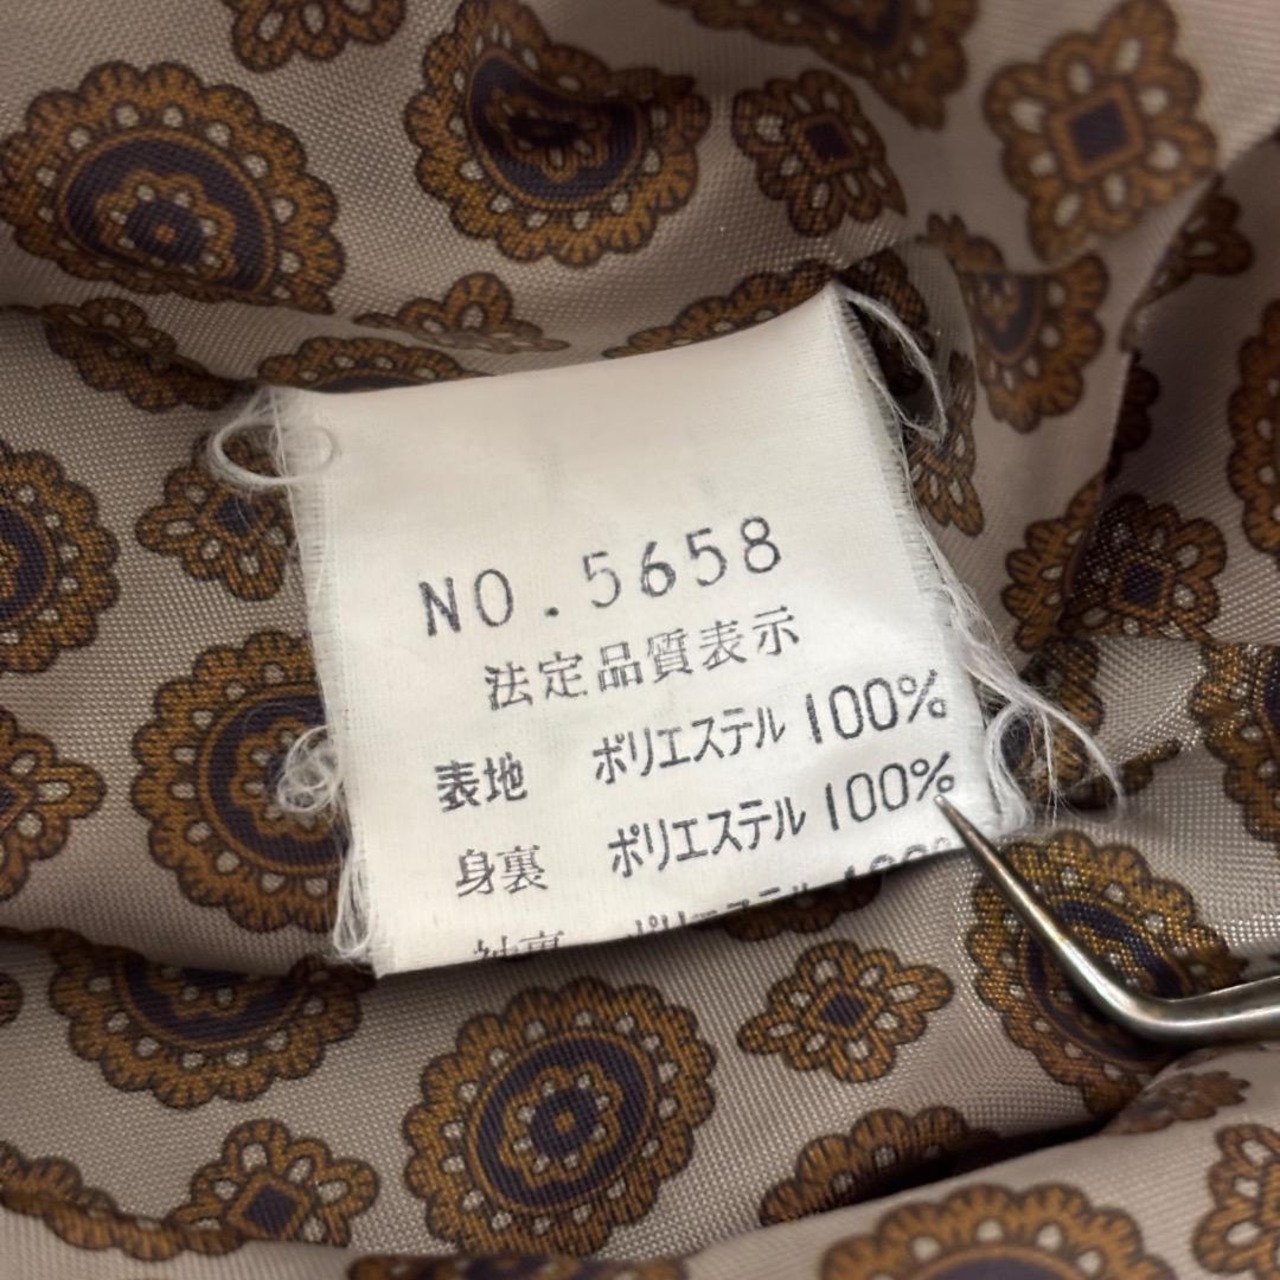 NO.5658
法定品質表示
表地 ポリエステル 100%
身裏 ポリエステル 100%